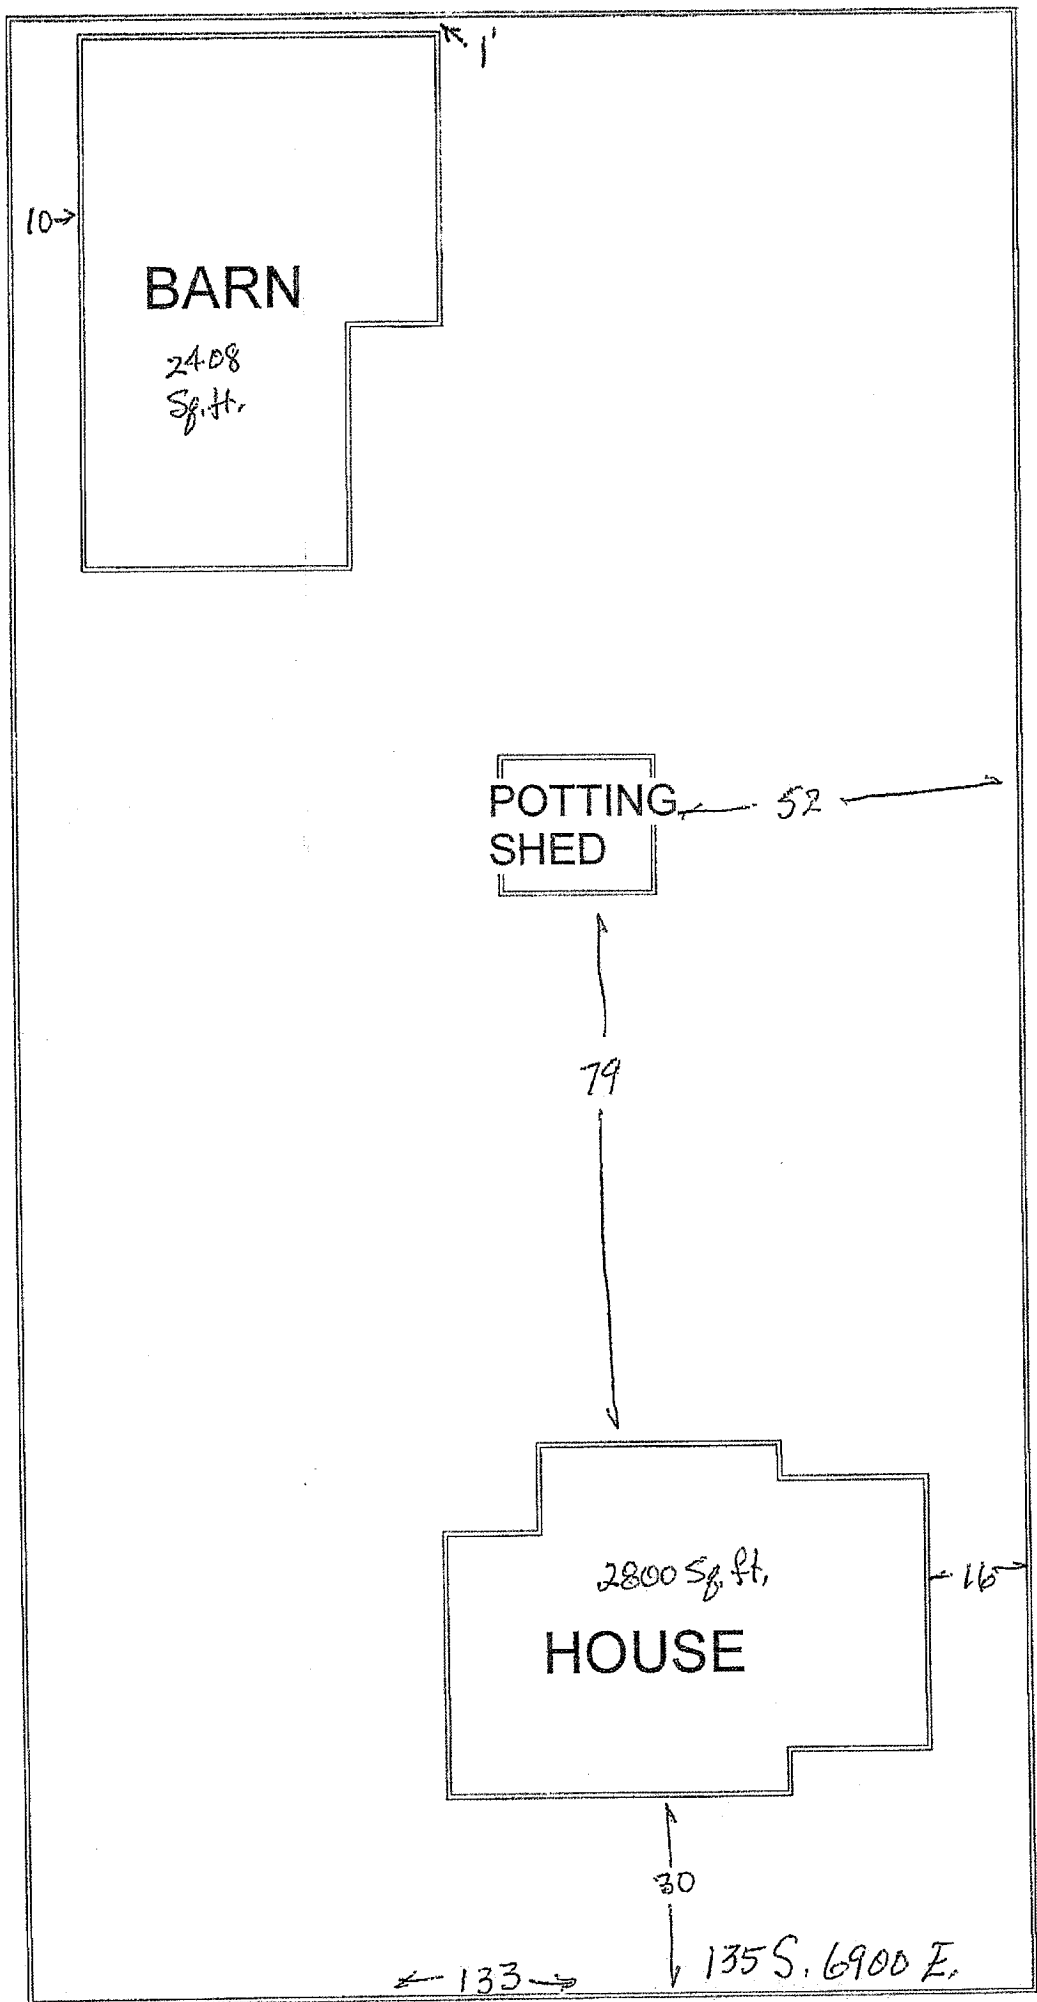 1'
10
BARN
2408
Sq. ft.
POTTING
SHED
52
79
2800 Sq. ft.
16
HOUSE
30
133
135 S. 6900 E.